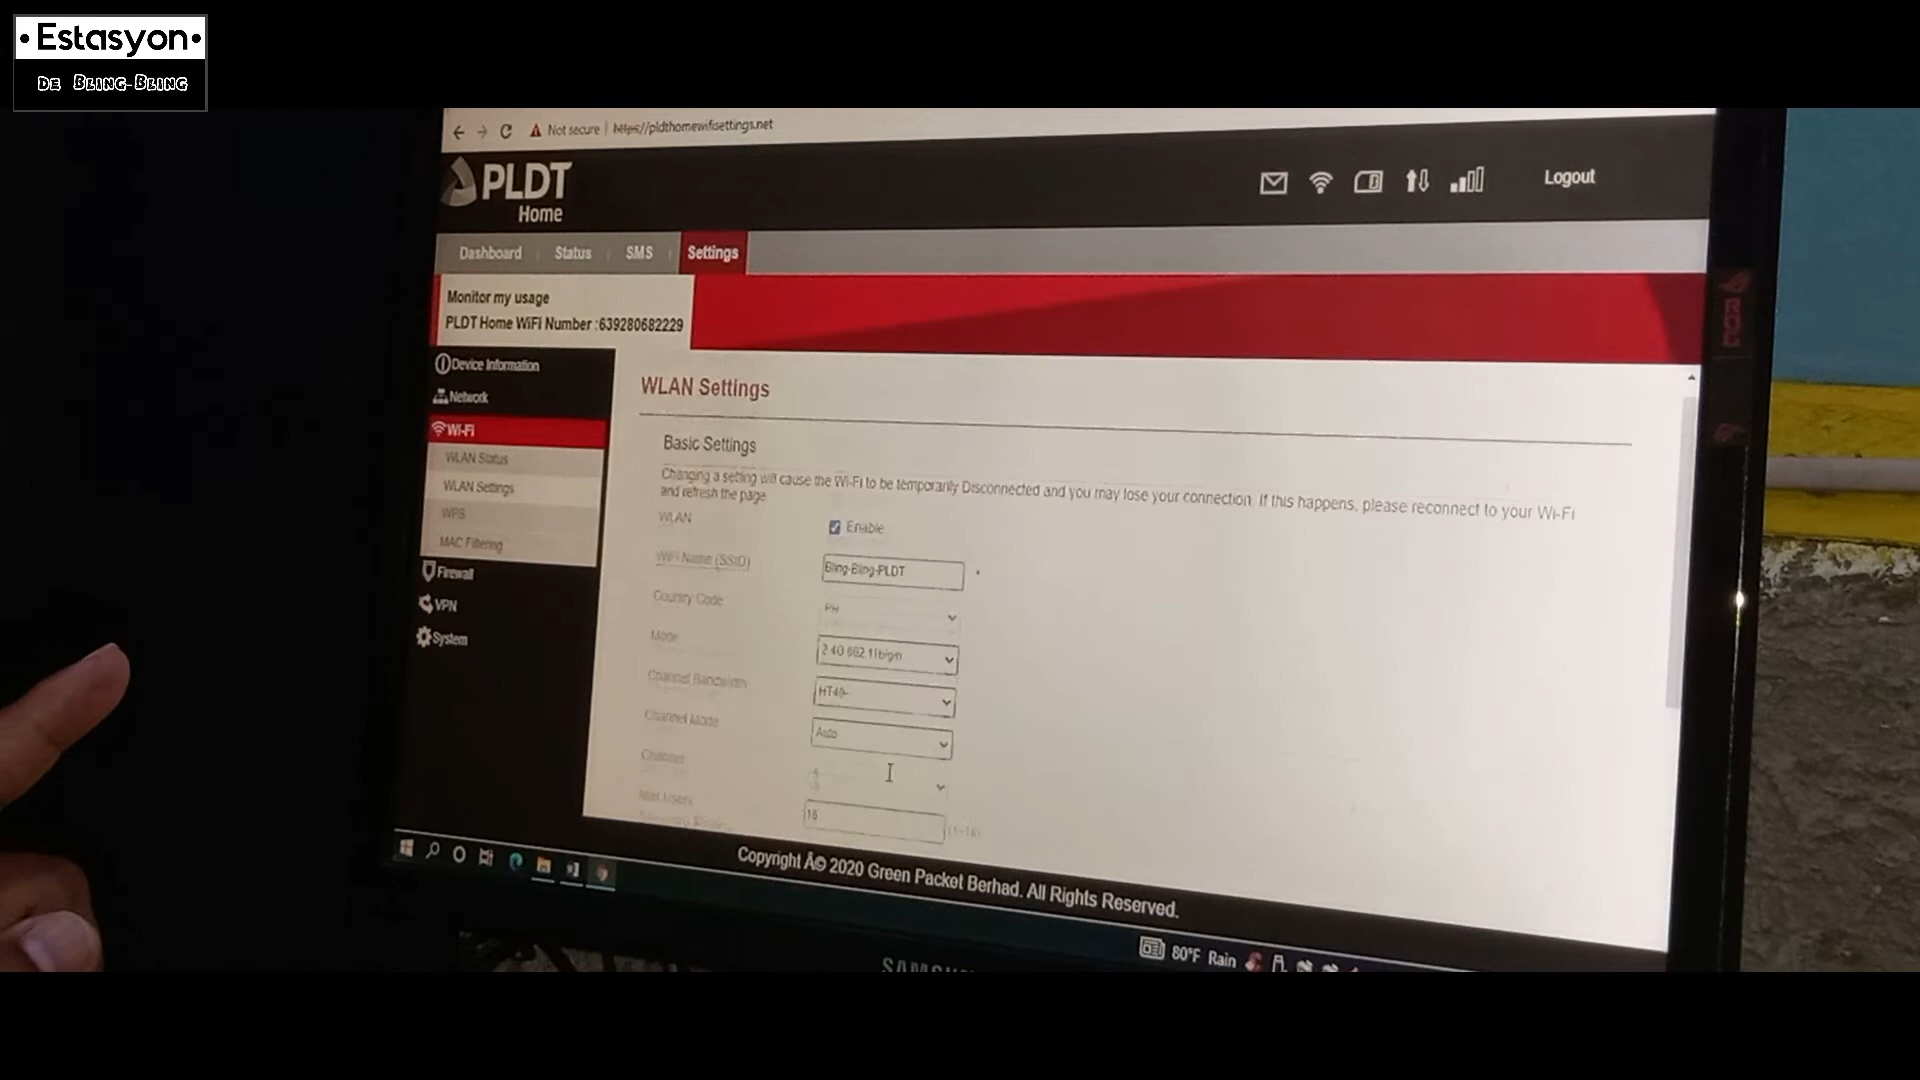 •Estasyon•
De Bling-Bling
Not secure | https://pldthomewifisettings.net
PLDT
Home
Logout
Dashboard
Status
SMS
Settings
Monitor my usage
PLDT Home WiFi Number :639280682229
Device Information
Network
Wi-Fi
WLAN Status
WLAN Settings
WPS
MAC Filtering
Firewall
VPN
System
WLAN Settings
Basic Settings
Changing a setting will cause the Wi-Fi to be temporarily Disconnected and you may lose your connection. If this happens, please reconnect to your Wi-Fi
and refresh the page
WLAN
Enable
WiFi Name (SSID)
Bling-Bling-PLDT
Country Code
PH
Mode
Channel Bandwidth
HT40-
Channel Mode
Auto
Channel
Max Users
Copyright Â© 2020 Green Packet Berhad. All Rights Reserved.
80°F Rain